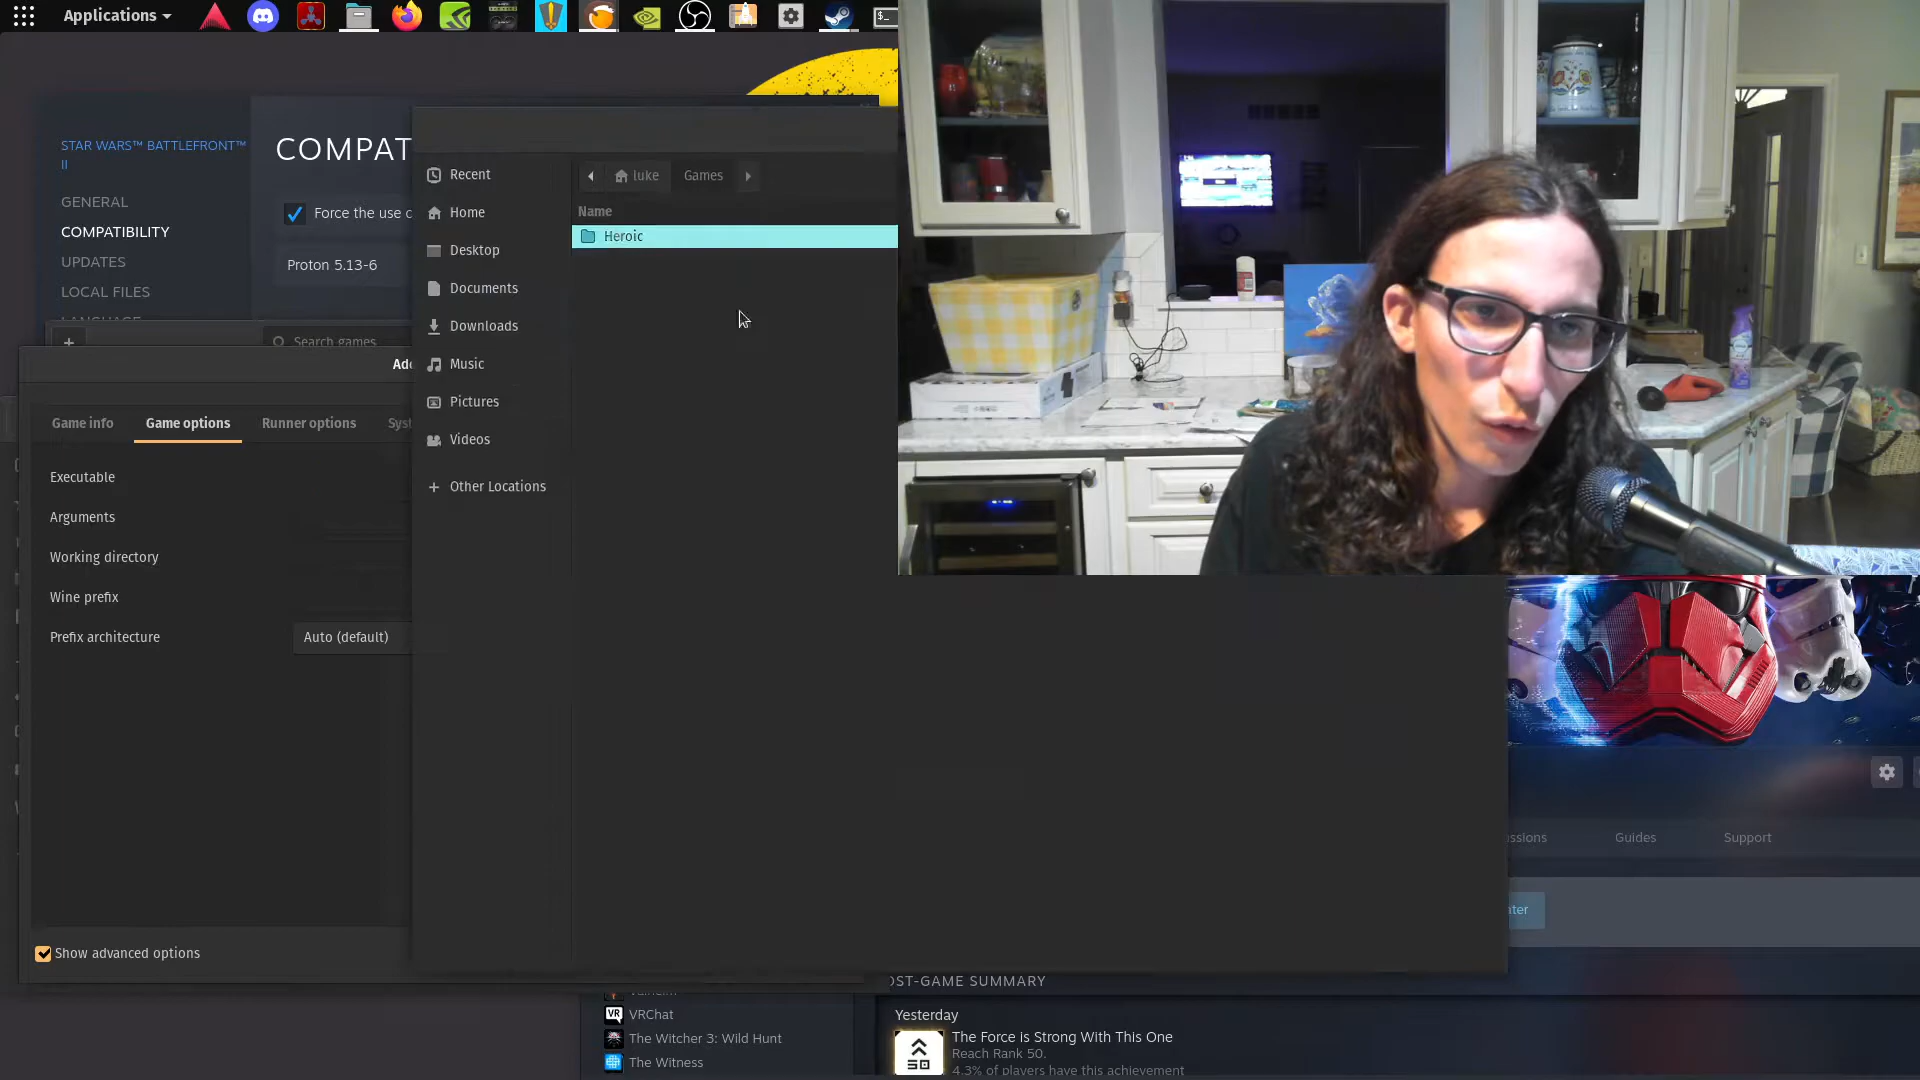 Applications
STAR WARS™ BATTLEFRONT™
II
GENERAL
COMPATIBILITY
UPDATES
LOCAL FILES
COMPAT
Force the use o
Proton 5.13-6
+
Search games
Add
Game info
Game options
Runner options
Syst
Executable
Arguments
Working directory
Wine prefix
Prefix architecture
Auto (default)
Show advanced options
Recent
Home
Desktop
Documents
Downloads
Music
Pictures
Videos
+ Other Locations
luke
Games
Name
Heroic
ssions
Guides
Support
OST-GAME SUMMARY
Yesterday
The Force is Strong With This One
Reach Rank 50.
4.3% of players have this achievement
50
VR
VRChat
The Witcher 3: Wild Hunt
The Witness